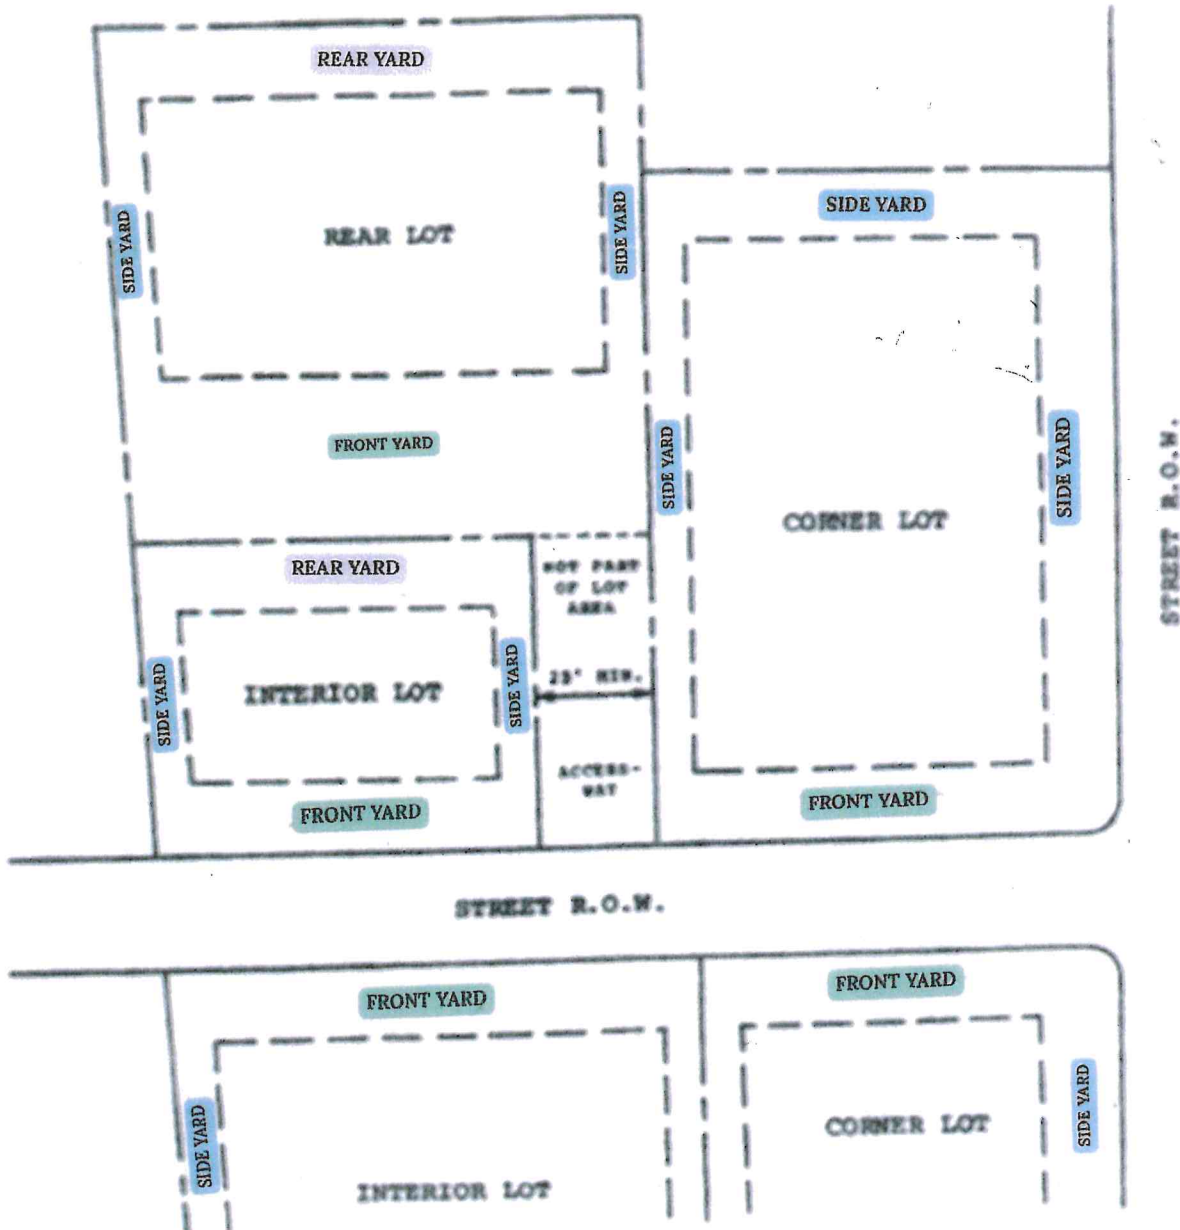 REAR YARD
SIDE YARD
REAR LOT
SIDE YARD
FRONT YARD
SIDE YARD
SIDE YARD
CORNER LOT
SIDE YARD
STREET R.O.W.
FRONT YARD
REAR YARD
NOT PART
OF LOT
AREA
SIDE YARD
INTERIOR LOT
SIDE YARD
25' MIN.
ACCESS-
WAY
FRONT YARD
STREET R.O.W.
FRONT YARD
SIDE YARD
INTERIOR LOT
FRONT YARD
CORNER LOT
SIDE YARD